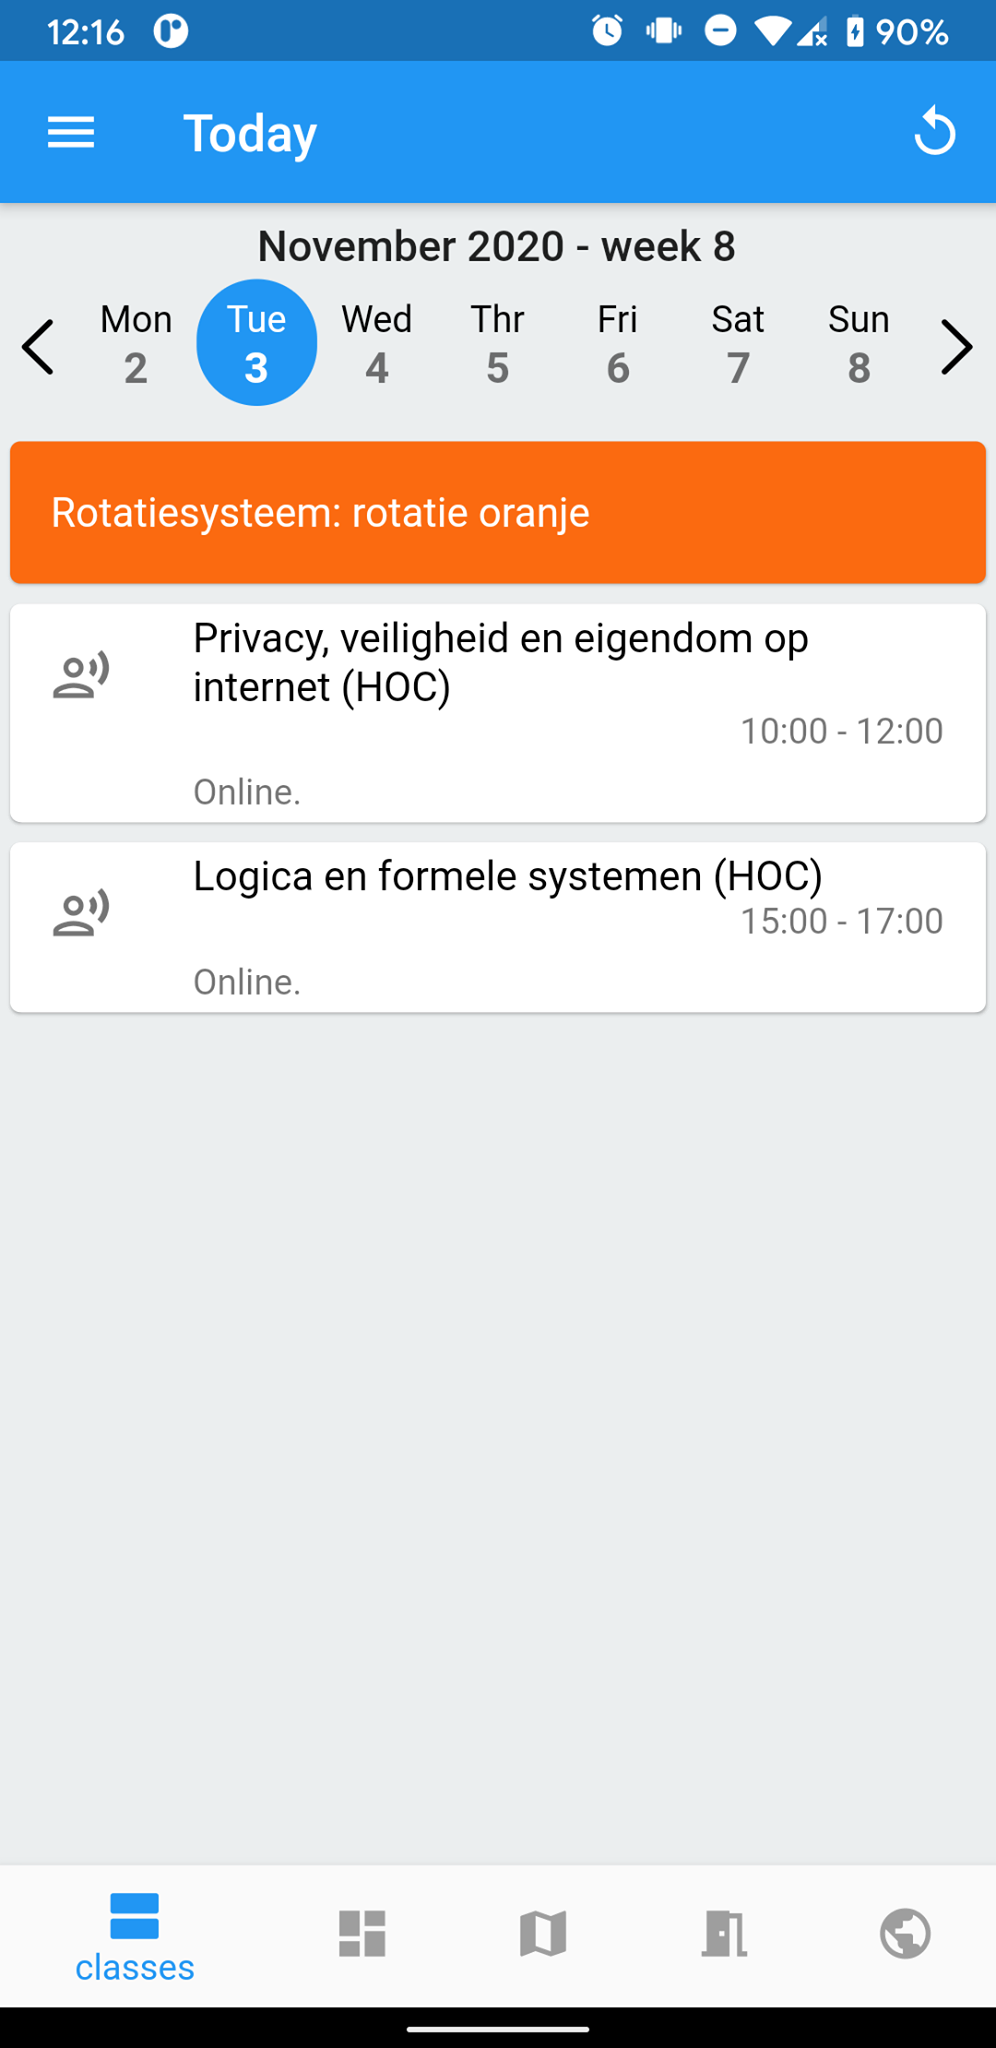 12:16 90%
Today
November 2020 - week 8
Mon Tue Wed Thr Fri Sat Sun
2 3 4 5 6 7 8
Rotatiesysteem: rotatie oranje
Privacy, veiligheid en eigendom op
internet (HOC)
10:00 - 12:00
Online.
Logica en formele systemen (HOC)
15:00 - 17:00
Online.
classes